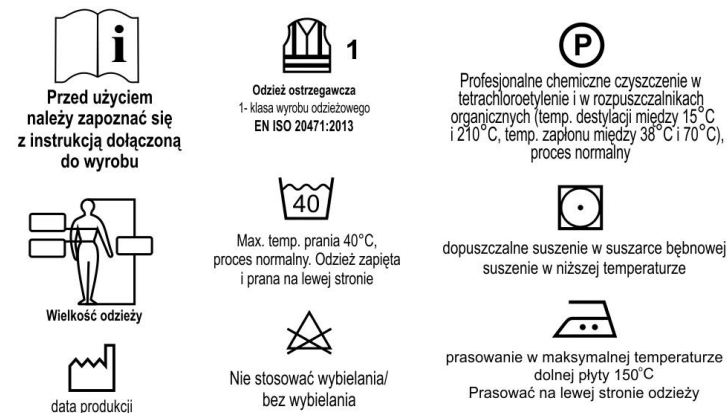 i
Przed użyciem
należy zapoznać się
z instrukcją dołączoną
do wyrobu
Wielkość odzieży
data produkcji
1
Odzież ostrzegawcza
1- klasa wyrobu odzieżowego
EN ISO 20471:2013
40
Max. temp. prania 40°C,
proces normalny. Odzież zapięta
i prana na lewej stronie
Nie stosować wybielania/
bez wybielania
P
Profesjonalne chemiczne czyszczenie w
tetrachloroetylenie i w rozpuszczalnikach
organicznych (temp. destylacji między 15°C
i 210°C, temp. zapłonu między 38°C i 70°C),
proces normalny
dopuszczalne suszenie w suszarce bębnowej
suszenie w niższej temperaturze
prasowanie w maksymalnej temperaturze
dolnej płyty 150°C
Prasować na lewej stronie odzieży